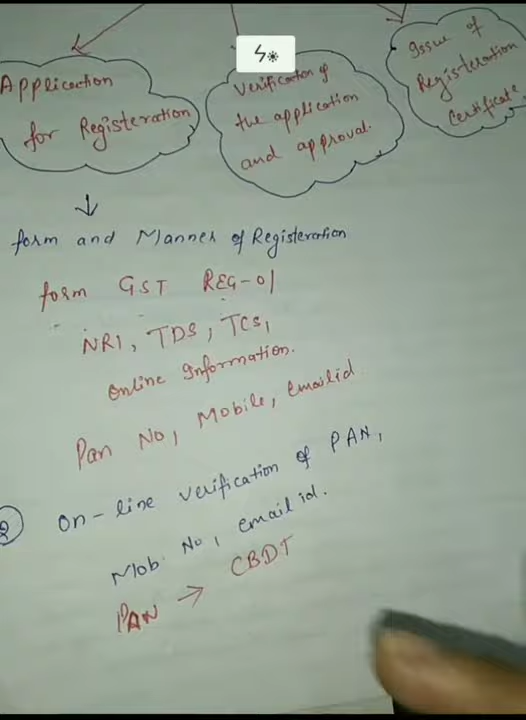 Application
for Registeration
Verification of
the application
and approval.
Issue of
Registeration
Certificate
form and Manner of Registeration
form GST REG-01
NRI, TDS, TCS,
Online Information.
Pan No, Mobile, emailid
2 On-line verification of PAN,
Mob. No, email id.
PAN → CBDT